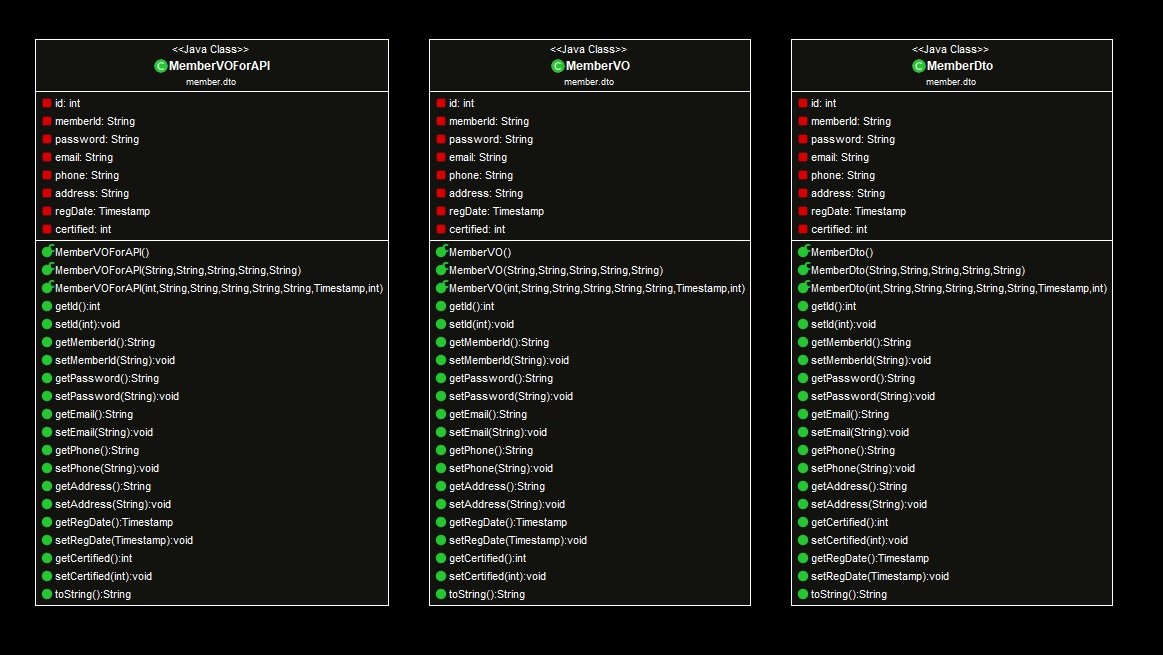 <<Java Class>>
MemberVOForAPI
member.dto
id: int
memberId: String
password: String
email: String
phone: String
address: String
regDate: Timestamp
certified: int
MemberVOForAPI()
MemberVOForAPI(String,String,String,String,String)
MemberVOForAPI(int,String,String,String,String,String,Timestamp,int)
getId():int
setId(int):void
getMemberId():String
setMemberId(String):void
getPassword():String
setPassword(String):void
getEmail():String
setEmail(String):void
getPhone():String
setPhone(String):void
getAddress():String
setAddress(String):void
getRegDate():Timestamp
setRegDate(Timestamp):void
getCertified():int
setCertified(int):void
toString():String
<<Java Class>>
MemberVO
member.dto
id: int
memberId: String
password: String
email: String
phone: String
address: String
regDate: Timestamp
certified: int
MemberVO()
MemberVO(String,String,String,String,String)
MemberVO(int,String,String,String,String,String,Timestamp,int)
getId():int
setId(int):void
getMemberId():String
setMemberId(String):void
getPassword():String
setPassword(String):void
getEmail():String
setEmail(String):void
getPhone():String
setPhone(String):void
getAddress():String
setAddress(String):void
getRegDate():Timestamp
setRegDate(Timestamp):void
getCertified():int
setCertified(int):void
toString():String
<<Java Class>>
MemberDto
member.dto
id: int
memberId: String
password: String
email: String
phone: String
address: String
regDate: Timestamp
certified: int
MemberDto()
MemberDto(String,String,String,String,String)
MemberDto(int,String,String,String,String,String,Timestamp,int)
getId():int
setId(int):void
getMemberId():String
setMemberId(String):void
getPassword():String
setPassword(String):void
getEmail():String
setEmail(String):void
getPhone():String
setPhone(String):void
getAddress():String
setAddress(String):void
getCertified():int
setCertified(int):void
getRegDate():Timestamp
setRegDate(Timestamp):void
toString():String